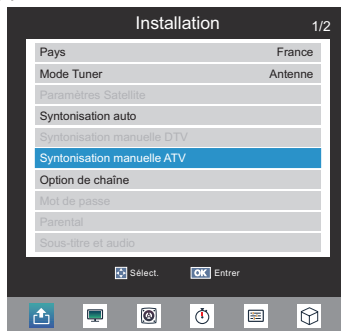 Installation 1/2
Pays France
Mode Tuner Antenne
Paramètres Satellite
Syntonisation auto
Syntonisation manuelle DTV
Syntonisation manuelle ATV
Option de chaîne
Mot de passe
Parental
Sous-titre et audio
Sélect. OK Entrer